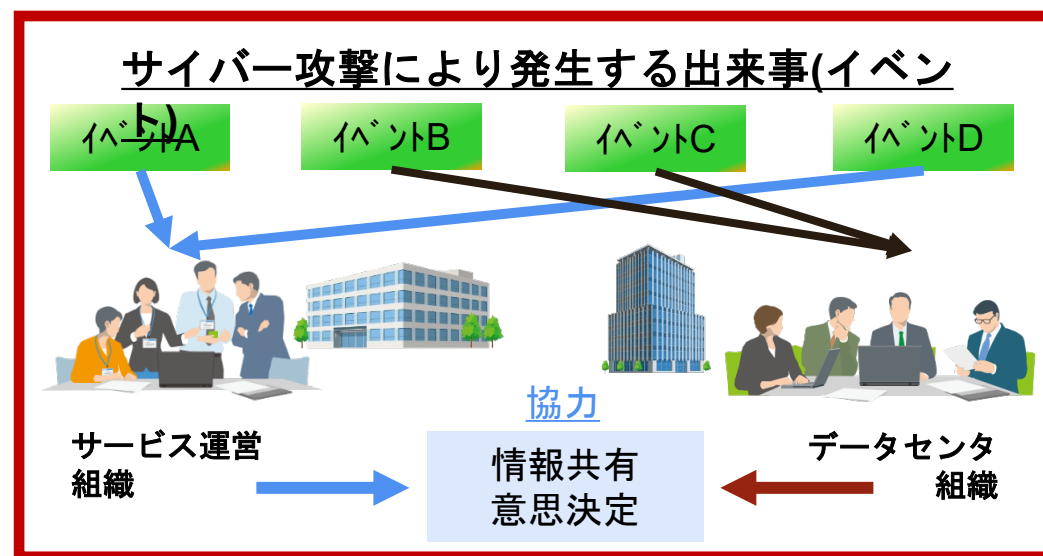 サイバー攻撃により発生する出来事(イベン
ト)
ｲﾍﾞﾝﾄA
ｲﾍﾞﾝﾄB
ｲﾍﾞﾝﾄC
ｲﾍﾞﾝﾄD
協力
サービス運営
組織
情報共有
意思決定
データセンタ
組織